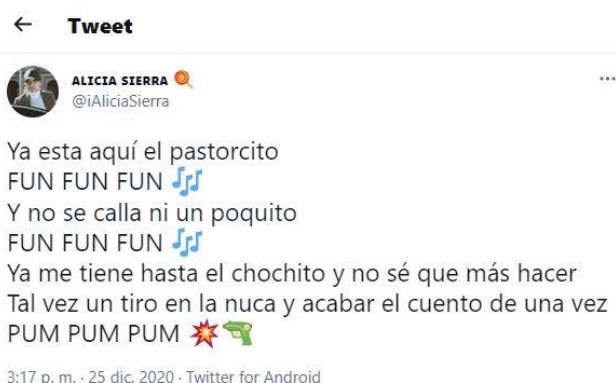 ← Tweet
ALICIA SIERRA 🍭
@iAliciaSierra
Ya esta aquí el pastorcito
FUN FUN FUN 🎶
Y no se calla ni un poquito
FUN FUN FUN 🎶
Ya me tiene hasta el chochito y no sé que más hacer
Tal vez un tiro en la nuca y acabar el cuento de una vez
PUM PUM PUM 💥🔫
3:17 p. m. · 25 dic. 2020 · Twitter for Android